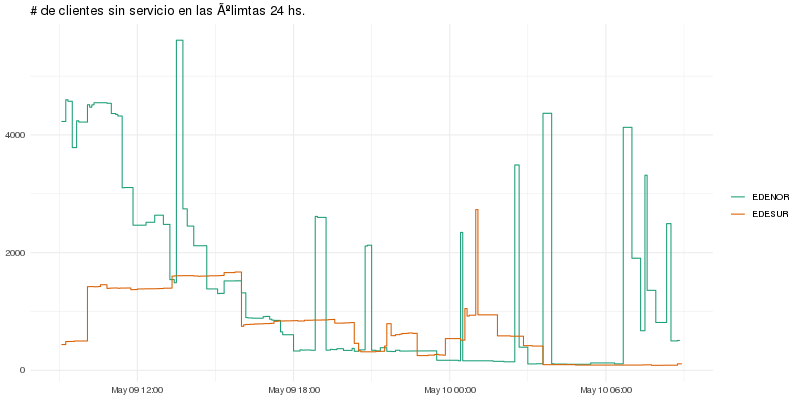 # de clientes sin servicio en las Ãºlimtas 24 hs.
4000
2000
0
May 09 12:00
May 09 18:00
May 10 00:00
May 10 06:00
EDENOR
EDESUR